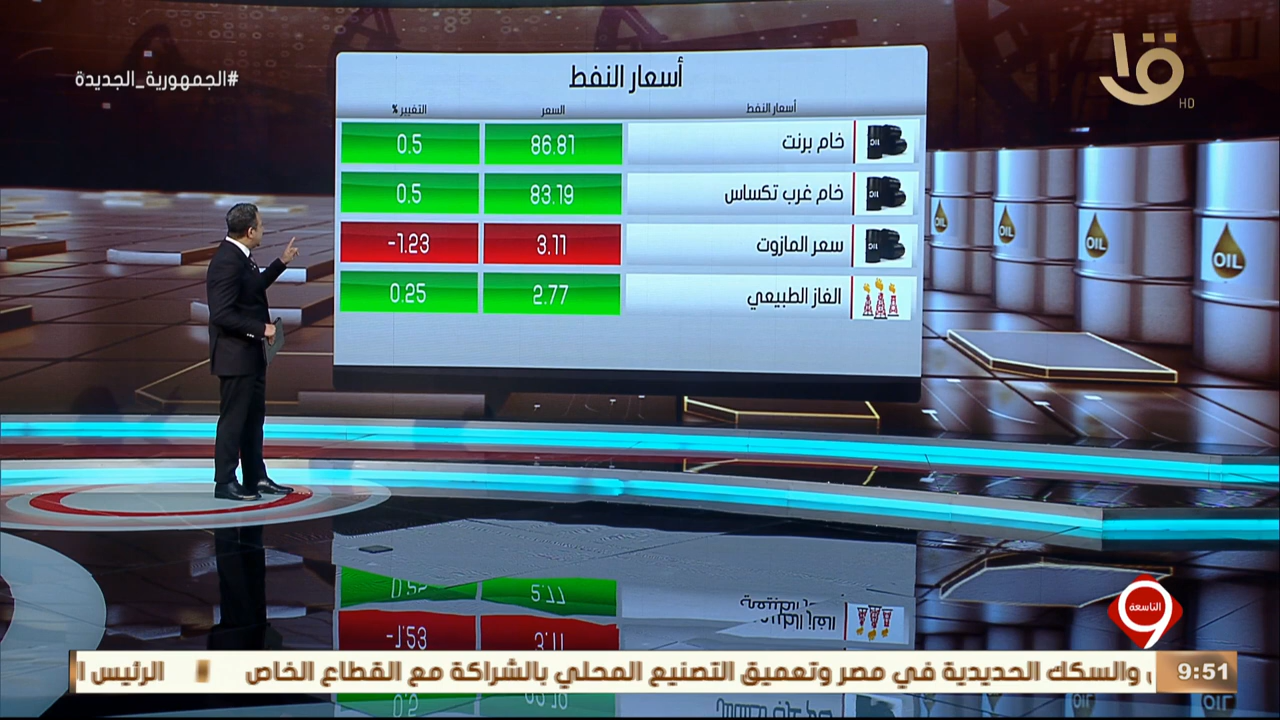 #الجمهورية_الجديدة
HD
أسعار النفط
أسعار النفط السعر التغيير %
خام برنت 86.81 0.5
خام غرب تكساس 83.19 0.5
سعر المازوت 3.11 -1.23
الغاز الطبيعي 2.77 0.25
OIL
OIL
OIL
OIL
التاسعة
9
والسكك الحديدية في مصر وتعميق التصنيع المحلي بالشراكة مع القطاع الخاص
الرئيس
9:51